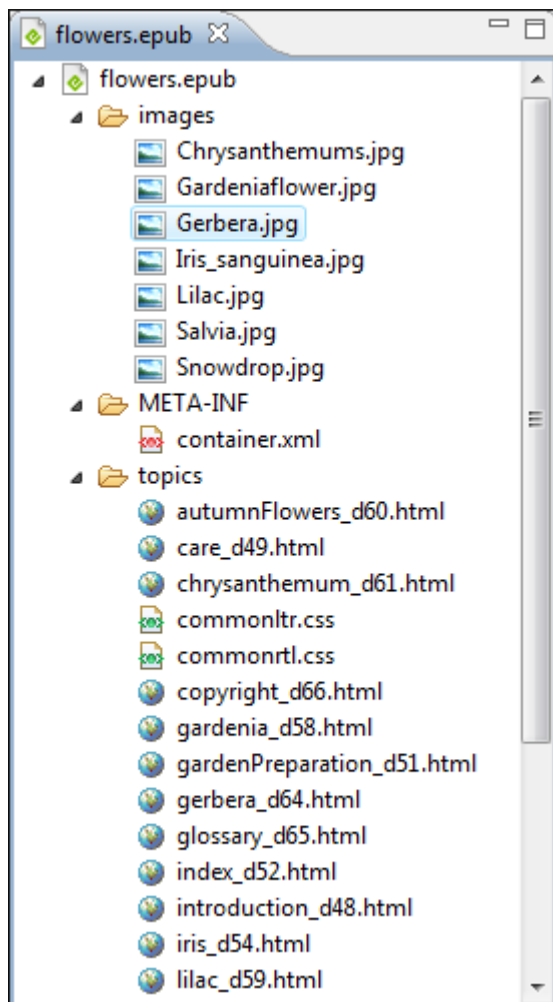 flowers.epub
flowers.epub
images
Chrysanthemums.jpg
Gardeniaflower.jpg
Gerbera.jpg
Iris_sanguinea.jpg
Lilac.jpg
Salvia.jpg
Snowdrop.jpg
META-INF
container.xml
topics
autumnFlowers_d60.html
care_d49.html
chrysanthemum_d61.html
commonltr.css
commonrtl.css
copyright_d66.html
gardenia_d58.html
gardenPreparation_d51.html
gerbera_d64.html
glossary_d65.html
index_d52.html
introduction_d48.html
iris_d54.html
lilac_d59.html